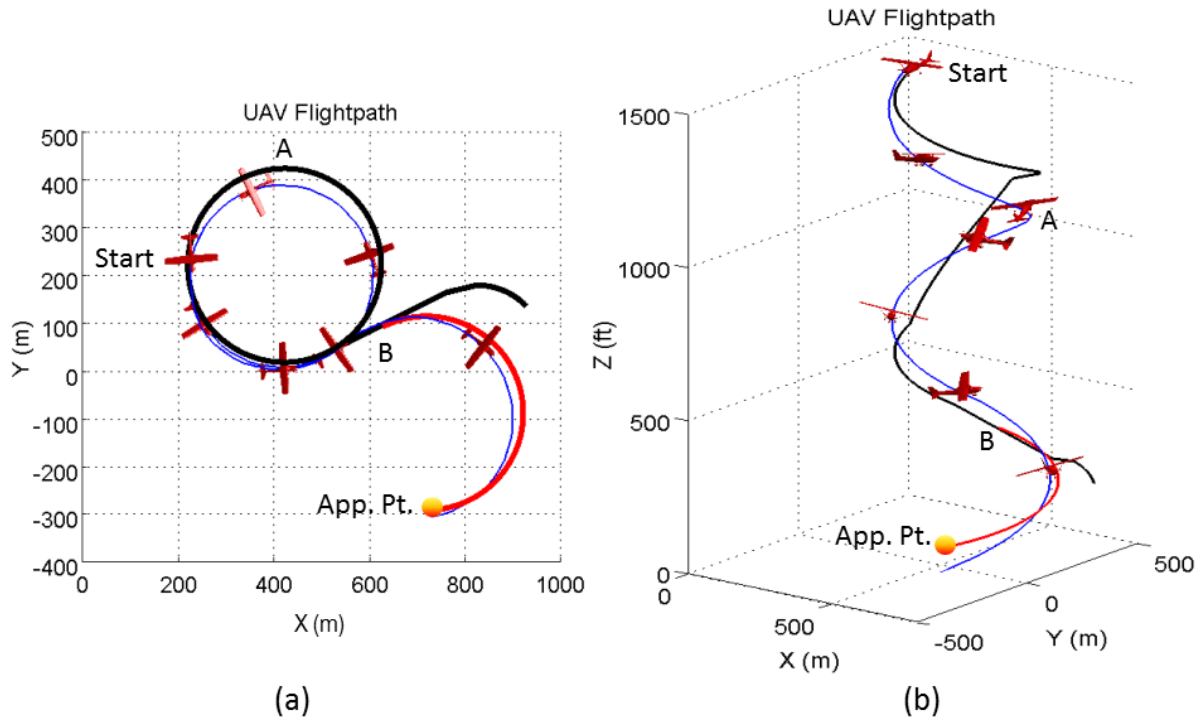 UAV Flightpath
500
400
300
200
100
0
-100
-200
-300
-400
Y (m)
0
200
400
600
800
1000
X (m)
A
Start
B
App. Pt.
(a)
UAV Flightpath
1500
1000
500
0
Z (ft)
Start
A
B
App. Pt.
0
500
X (m)
-500
0
500
Y (m)
(b)